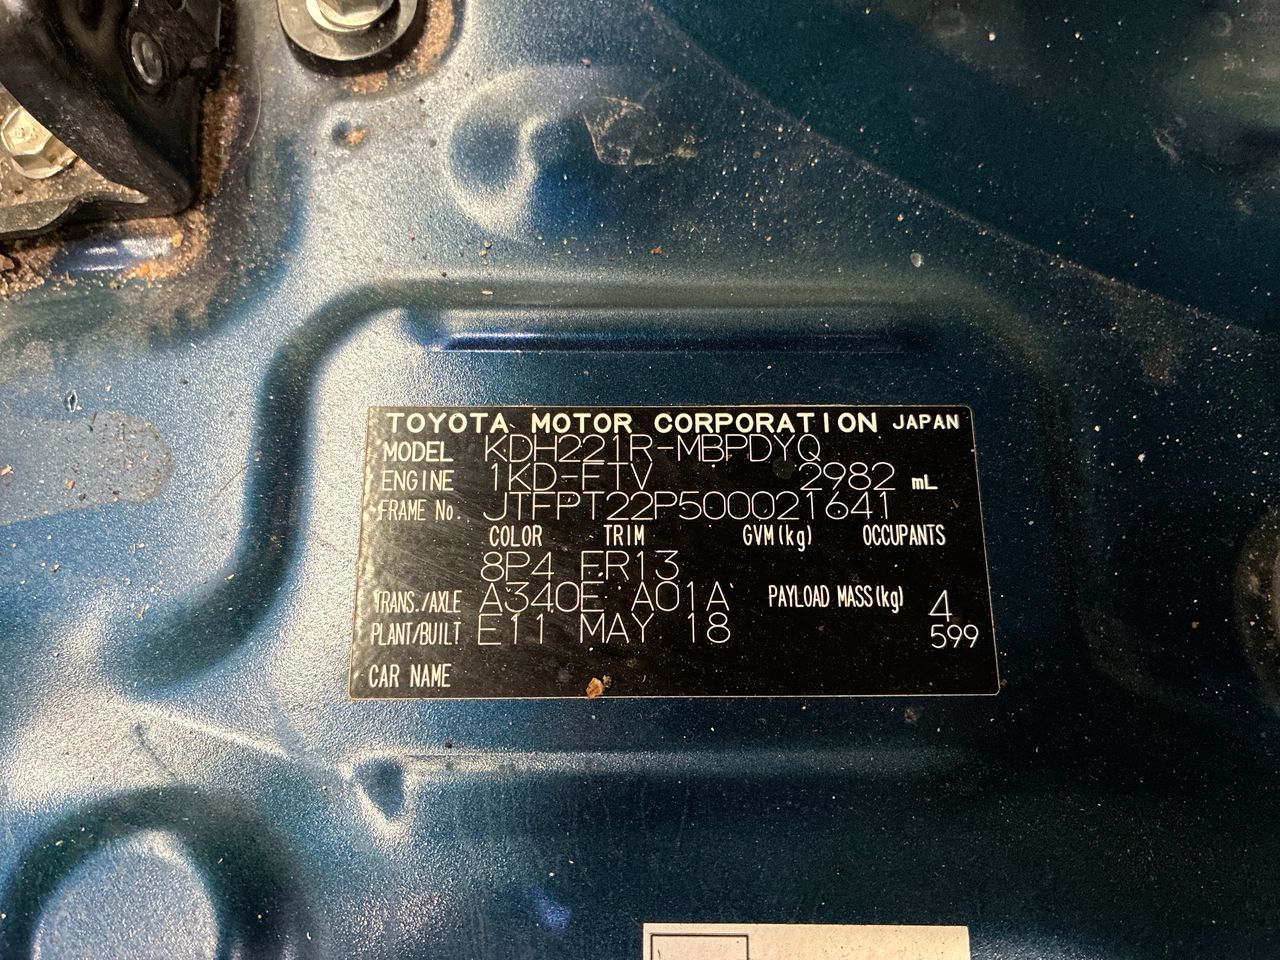 TOYOTA MOTOR CORPORATION JAPAN
MODEL KDH221R-MBPDYQ
ENGINE 1KD-FTV 2982 mL
FRAME No. JTFPT22P500021641
COLOR TRIM GVM(kg) OCCUPANTS
8P4 FR13
TRANS./AXLE A340E A01A PAYLOAD MASS(kg) 4
PLANT/BUILT E11 MAY 18 599
CAR NAME